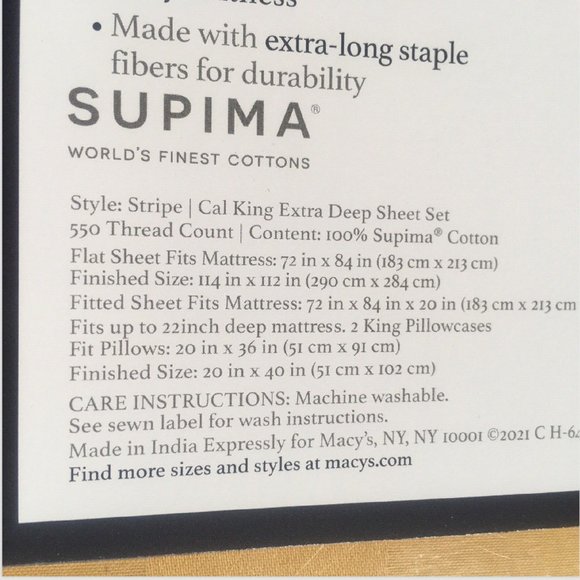 • Made with extra-long staple
fibers for durability
SUPIMA®
WORLD'S FINEST COTTONS
Style: Stripe | Cal King Extra Deep Sheet Set
550 Thread Count | Content: 100% Supima® Cotton
Flat Sheet Fits Mattress: 72 in x 84 in (183 cm x 213 cm)
Finished Size: 114 in x 112 in (290 cm x 284 cm)
Fitted Sheet Fits Mattress: 72 in x 84 in x 20 in (183 cm x 213 cm
Fits up to 22inch deep mattress. 2 King Pillowcases
Fit Pillows: 20 in x 36 in (51 cm x 91 cm)
Finished Size: 20 in x 40 in (51 cm x 102 cm)
CARE INSTRUCTIONS: Machine washable.
See sewn label for wash instructions.
Made in India Expressly for Macy's, NY, NY 10001 ©2021 C H-64
Find more sizes and styles at macys.com